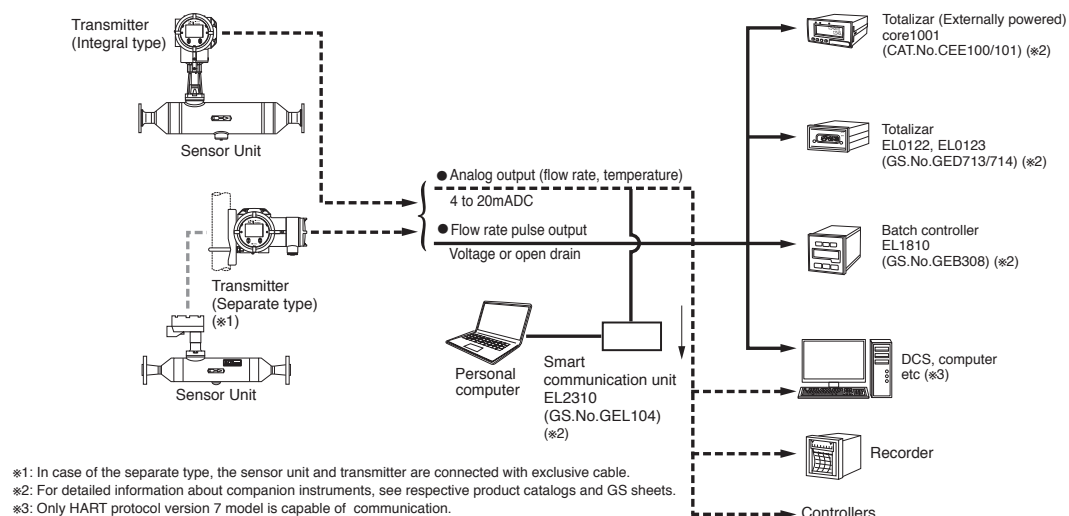 Transmitter
(Integral type)
Sensor Unit
Transmitter
(Separate type)
(※1)
Sensor Unit
● Analog output (flow rate, temperature)
4 to 20mADC
● Flow rate pulse output
Voltage or open drain
Personal
computer
Smart
communication unit
EL2310
(GS.No.GEL104)
(※2)
Totalizar (Externally powered)
core1001
(CAT.No.CEE100/101) (※2)
Totalizar
EL0122, EL0123
(GS.No.GED713/714) (※2)
Batch controller
EL1810
(GS.No.GEB308) (※2)
DCS, computer
etc (※3)
Recorder
Controllers
※1: In case of the separate type, the sensor unit and transmitter are connected with exclusive cable.
※2: For detailed information about companion instruments, see respective product catalogs and GS sheets.
※3: Only HART protocol version 7 model is capable of communication.